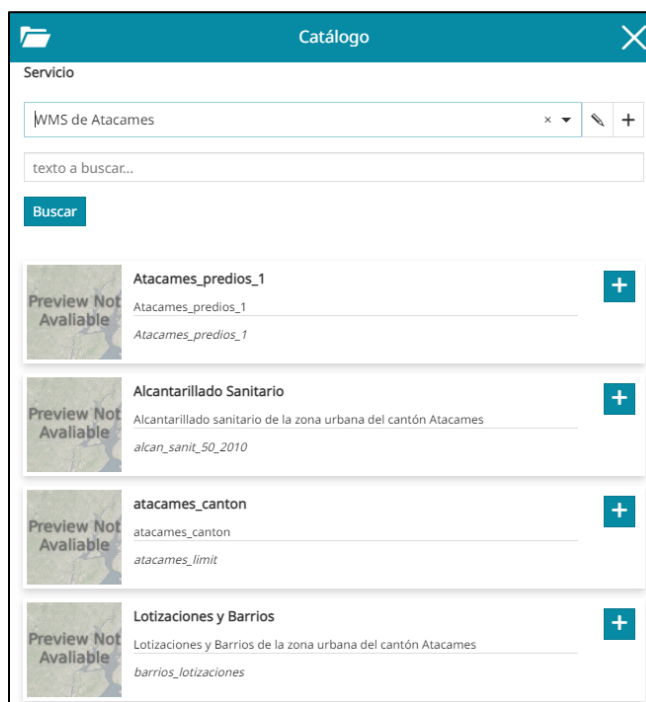 Catálogo
Servicio
WMS de Atacames
texto a buscar...
Buscar
Preview Not
Avaliable
Atacames_predios_1
Atacames_predios_1
Atacames_predios_1
Preview Not
Avaliable
Alcantarillado Sanitario
Alcantarillado sanitario de la zona urbana del cantón Atacames
alcan_sanit_50_2010
Preview Not
Avaliable
atacames_canton
atacames_canton
atacames_limit
Preview Not
Avaliable
Lotizaciones y Barrios
Lotizaciones y Barrios de la zona urbana del cantón Atacames
barrios_lotizaciones